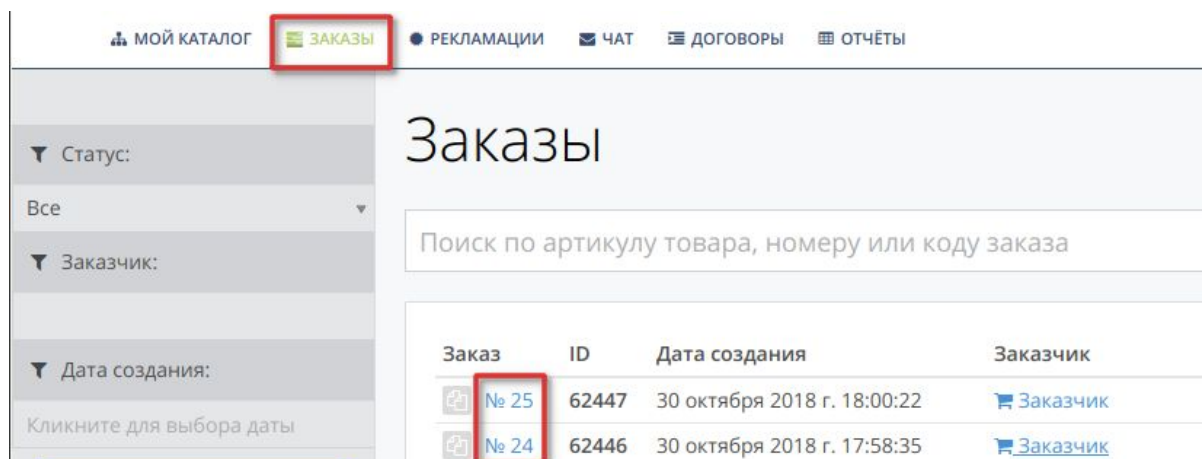 МОЙ КАТАЛОГ ЗАКАЗЫ РЕКЛАМАЦИИ ЧАТ ДОГОВОРЫ ОТЧЁТЫ
Статус:
Все
Заказчик:
Дата создания:
Кликните для выбора даты
Заказы
Поиск по артикулу товара, номеру или коду заказа
Заказ ID Дата создания Заказчик
№ 25 62447 30 октября 2018 г. 18:00:22 Заказчик
№ 24 62446 30 октября 2018 г. 17:58:35 Заказчик